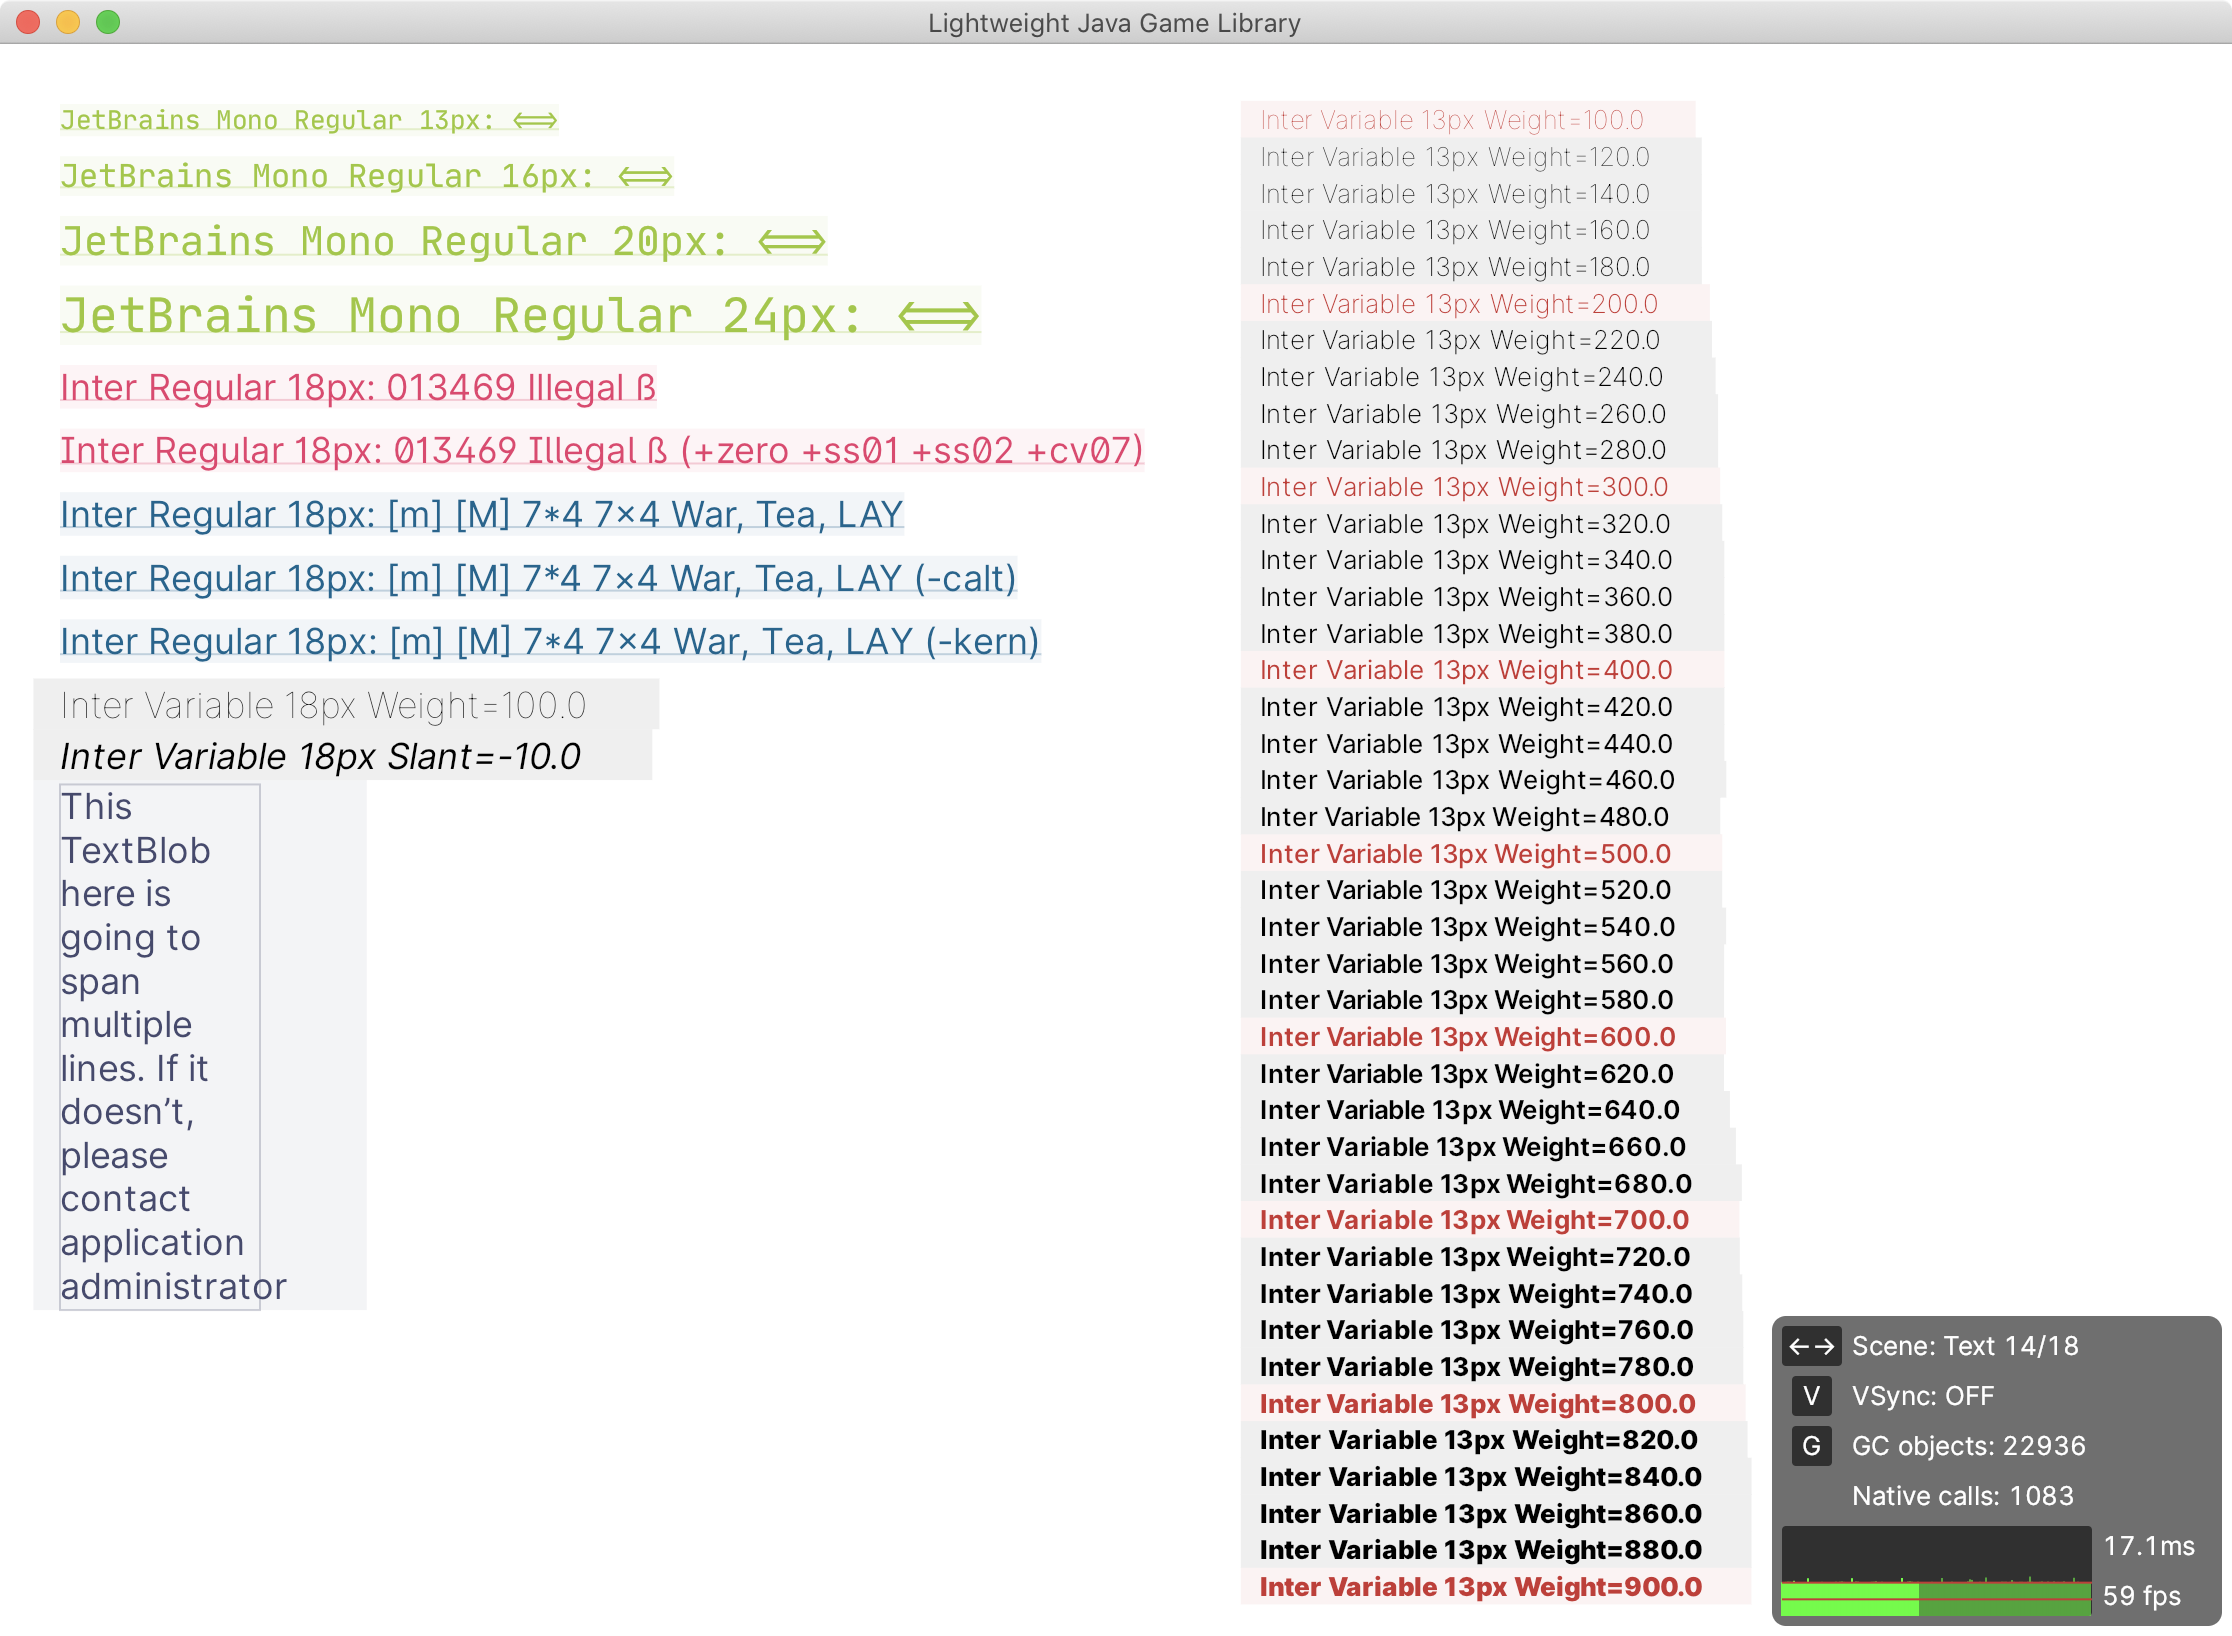 Lightweight Java Game Library
JetBrains Mono Regular 13px: ⟺
JetBrains Mono Regular 16px: ⟺
JetBrains Mono Regular 20px: ⟺
JetBrains Mono Regular 24px: ⟺
Inter Regular 18px: 013469 Illegal ß
Inter Regular 18px: 013469 Illegal ß (+zero +ss01 +ss02 +cv07)
Inter Regular 18px: [m] [M] 7*4 7×4 War, Tea, LAY
Inter Regular 18px: [m] [M] 7*4 7×4 War, Tea, LAY (-calt)
Inter Regular 18px: [m] [M] 7*4 7×4 War, Tea, LAY (-kern)
Inter Variable 18px Weight=100.0
Inter Variable 18px Slant=-10.0
This
TextBlob
here is
going to
span
multiple
lines. If it
doesn’t,
please
contact
application
administrator
Inter Variable 13px Weight=100.0
Inter Variable 13px Weight=120.0
Inter Variable 13px Weight=140.0
Inter Variable 13px Weight=160.0
Inter Variable 13px Weight=180.0
Inter Variable 13px Weight=200.0
Inter Variable 13px Weight=220.0
Inter Variable 13px Weight=240.0
Inter Variable 13px Weight=260.0
Inter Variable 13px Weight=280.0
Inter Variable 13px Weight=300.0
Inter Variable 13px Weight=320.0
Inter Variable 13px Weight=340.0
Inter Variable 13px Weight=360.0
Inter Variable 13px Weight=380.0
Inter Variable 13px Weight=400.0
Inter Variable 13px Weight=420.0
Inter Variable 13px Weight=440.0
Inter Variable 13px Weight=460.0
Inter Variable 13px Weight=480.0
Inter Variable 13px Weight=500.0
Inter Variable 13px Weight=520.0
Inter Variable 13px Weight=540.0
Inter Variable 13px Weight=560.0
Inter Variable 13px Weight=580.0
Inter Variable 13px Weight=600.0
Inter Variable 13px Weight=620.0
Inter Variable 13px Weight=640.0
Inter Variable 13px Weight=660.0
Inter Variable 13px Weight=680.0
Inter Variable 13px Weight=700.0
Inter Variable 13px Weight=720.0
Inter Variable 13px Weight=740.0
Inter Variable 13px Weight=760.0
Inter Variable 13px Weight=780.0
Inter Variable 13px Weight=800.0
Inter Variable 13px Weight=820.0
Inter Variable 13px Weight=840.0
Inter Variable 13px Weight=860.0
Inter Variable 13px Weight=880.0
Inter Variable 13px Weight=900.0
←→ Scene: Text 14/18
V VSync: OFF
G GC objects: 22936
Native calls: 1083
17.1ms
59 fps